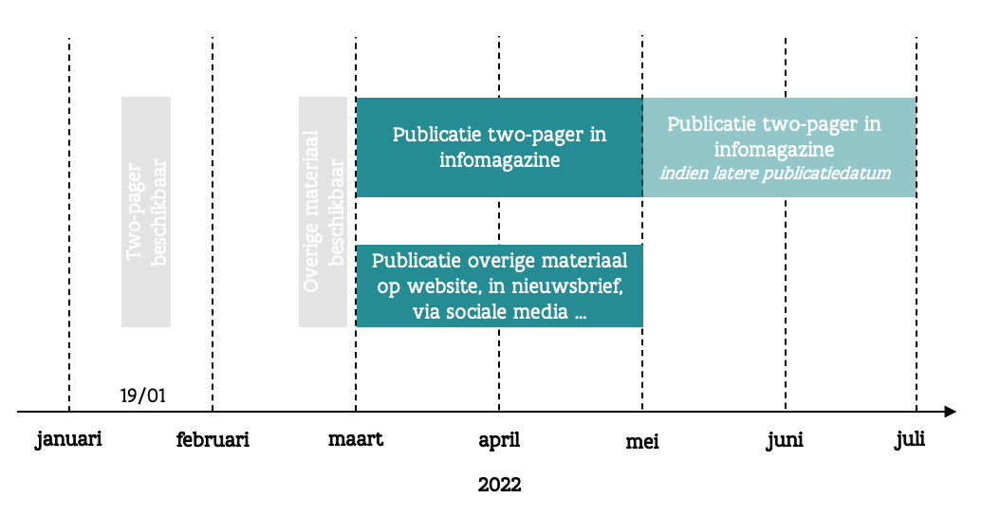 Two-pager
beschikbaar
Overige materiaal
beschikbaar
Publicatie two-pager in
infomagazine
Publicatie two-pager in
infomagazine
indien latere publicatiedatum
Publicatie overige materiaal
op website, in nieuwsbrief,
via sociale media ...
19/01
januari februari maart april mei juni juli
2022